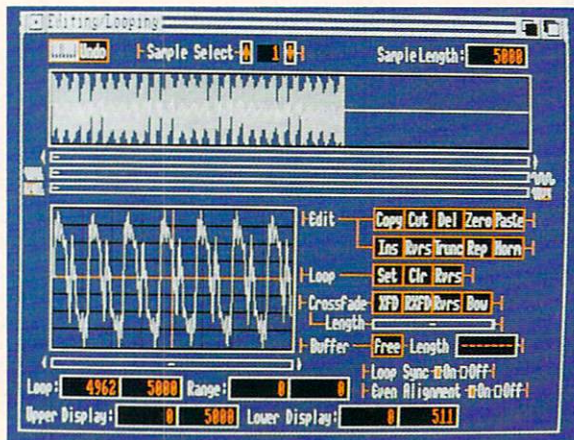 Editing/Looping
Undo Sample Select 1 Sample Length: 5000
Edit Copy Cut Del Zero Paste
Ins Rvrs Trunc Rep Norm
Loop Set Clr Rvrs
Crossfade XFD RXFD Rvrs Bow
Length
Buffer Free Length --------
Loop Sync On Off
Loop: 4962 5000 Range: 0 0 Even Alignment On Off
Upper Display: 0 5000 Lower Display: 0 511